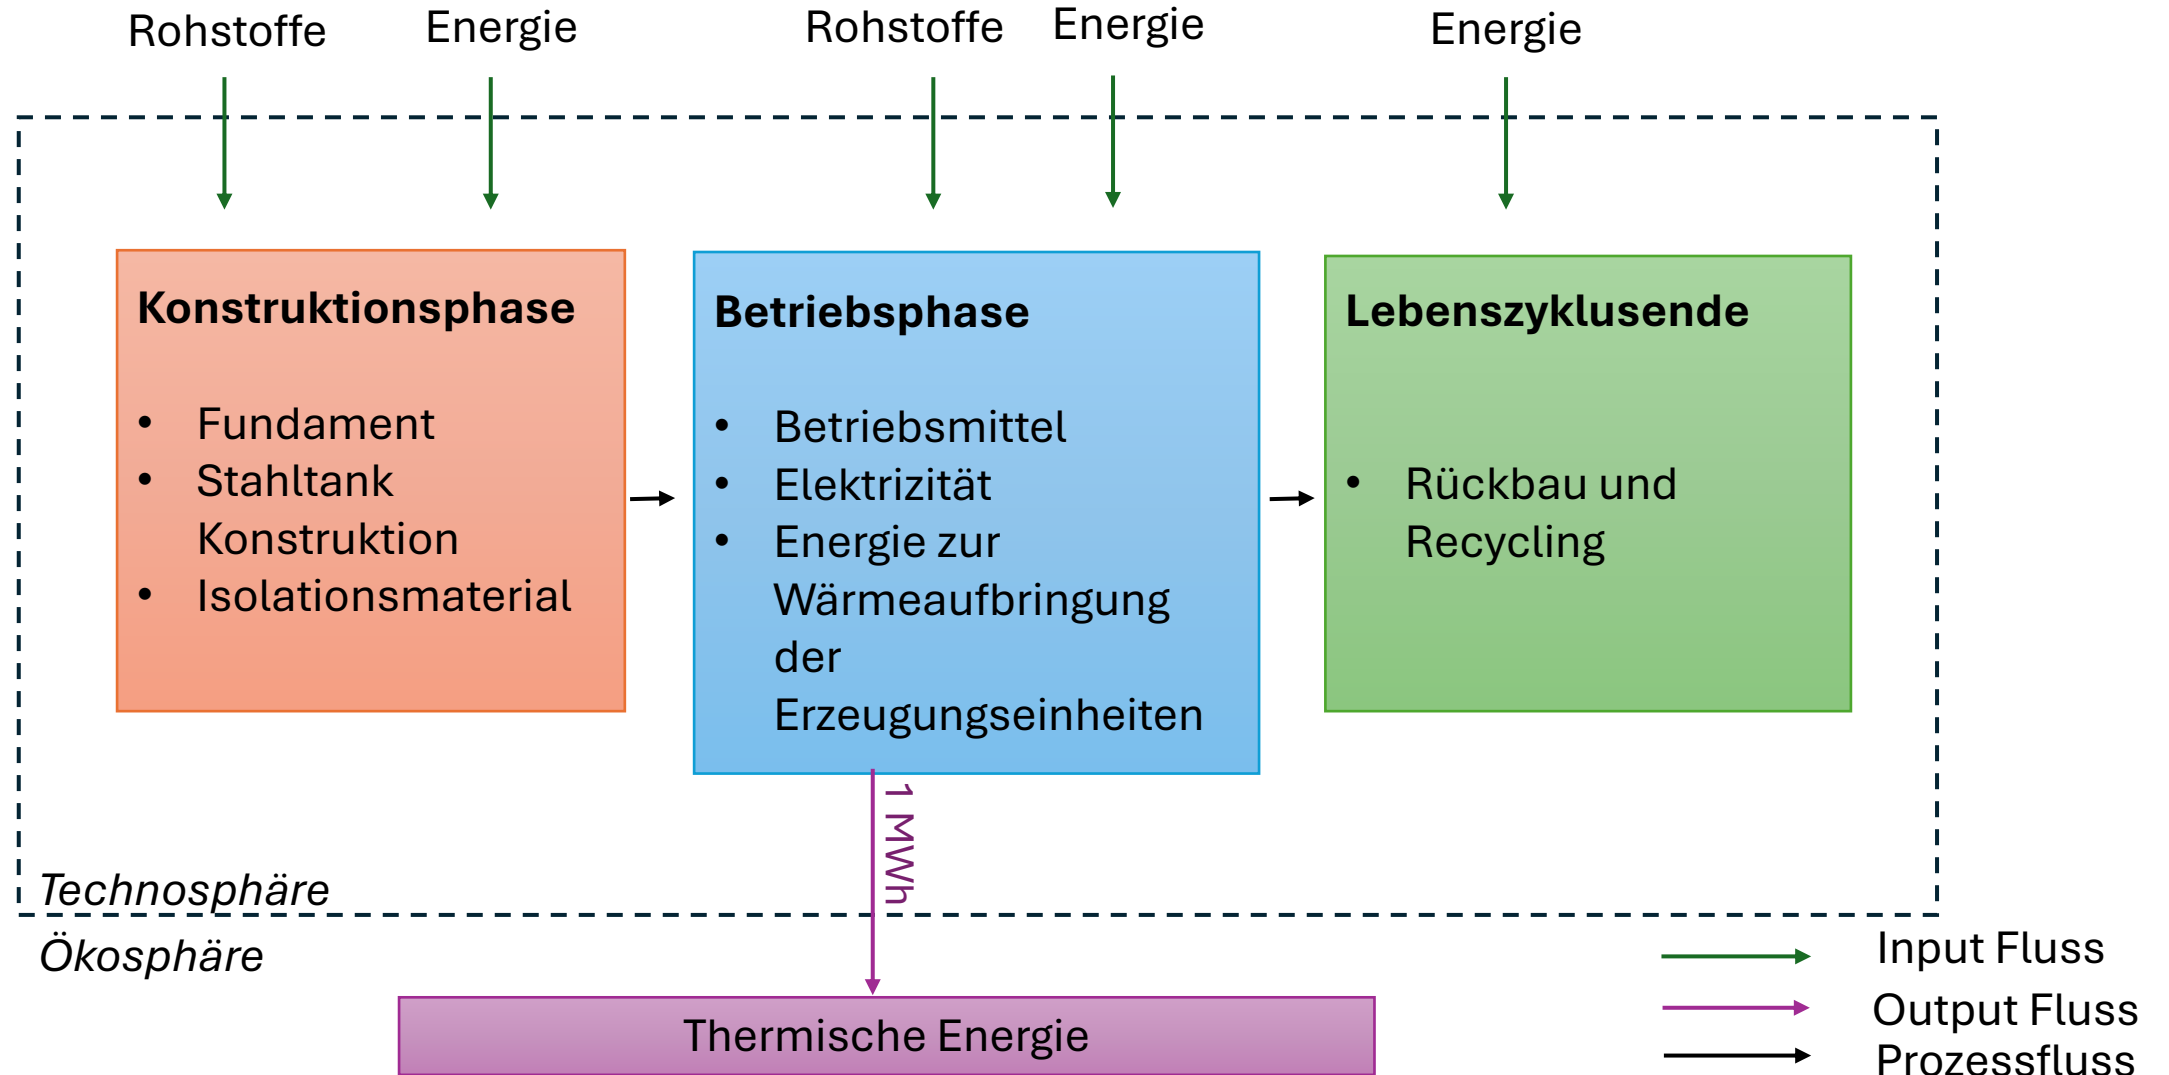 Rohstoffe
Energie
Rohstoffe
Energie
Energie
Konstruktionsphase
• Fundament
• Stahltank
Konstruktion
• Isolationsmaterial
Betriebsphase
• Betriebsmittel
• Elektrizität
• Energie zur
Wärmeaufbringung
der
Erzeugungseinheiten
Lebenszyklusende
• Rückbau und
Recycling
1 MWh
Technosphäre
Ökosphäre
Thermische Energie
Input Fluss
Output Fluss
Prozessfluss